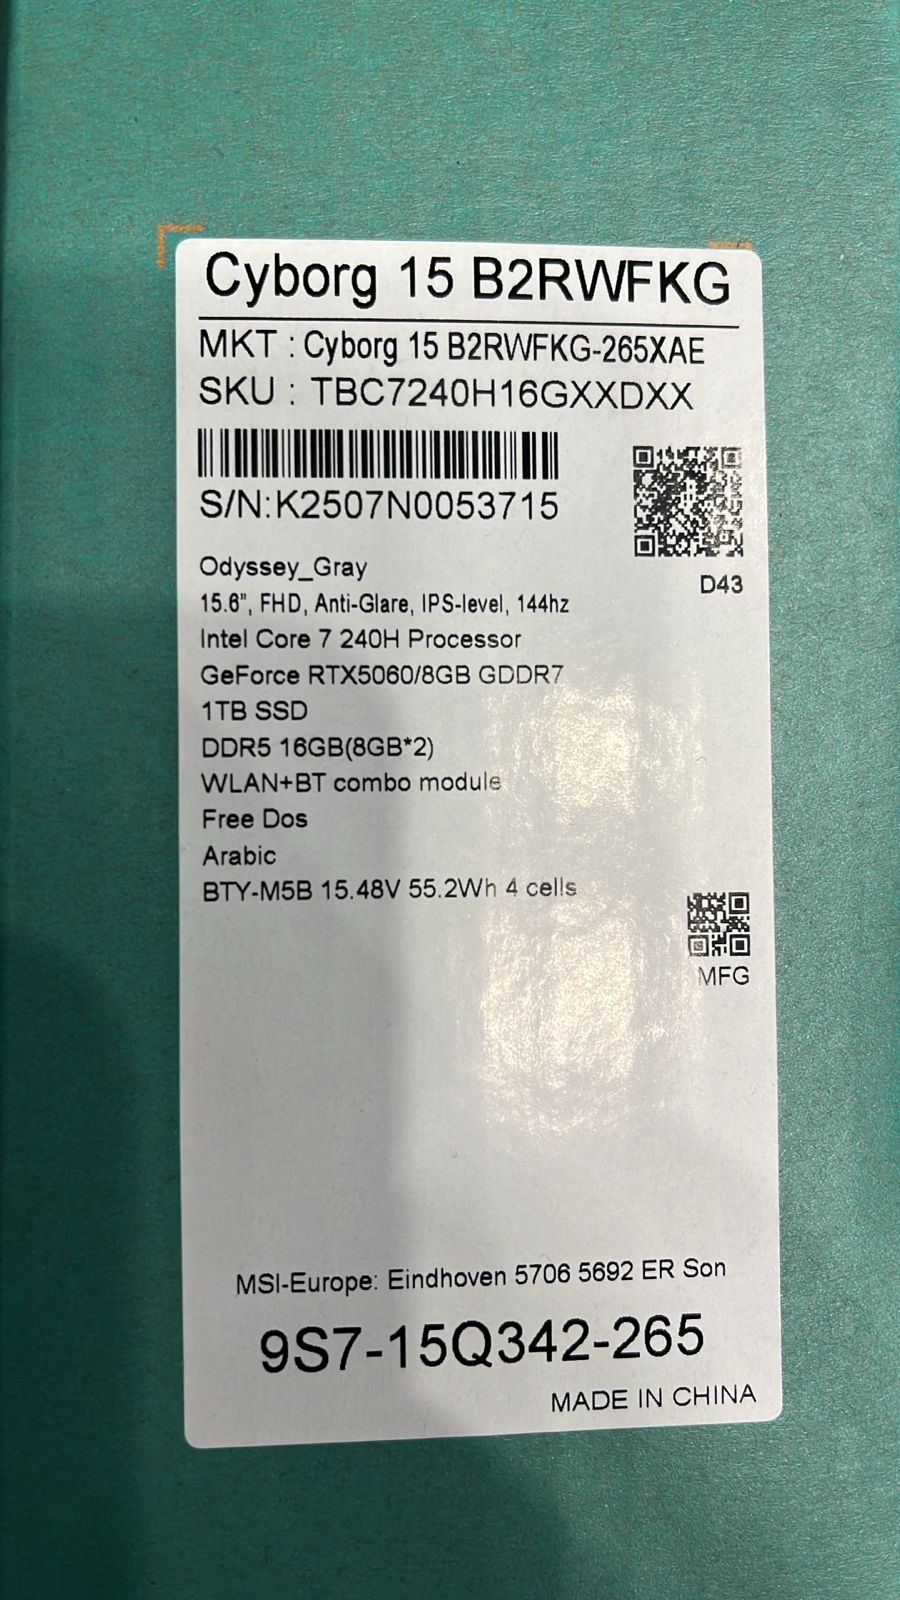 Cyborg 15 B2RWFKG
MKT : Cyborg 15 B2RWFKG-265XAE
SKU : TBC7240H16GXXDXX
S/N:K2507N0053715
D43
Odyssey_Gray
15.6", FHD, Anti-Glare, IPS-level, 144hz
Intel Core 7 240H Processor
GeForce RTX5060/8GB GDDR7
1TB SSD
DDR5 16GB(8GB*2)
WLAN+BT combo module
Free Dos
Arabic
BTY-M5B 15.48V 55.2Wh 4 cells
MFG
MSI-Europe: Eindhoven 5706 5692 ER Son
9S7-15Q342-265
MADE IN CHINA